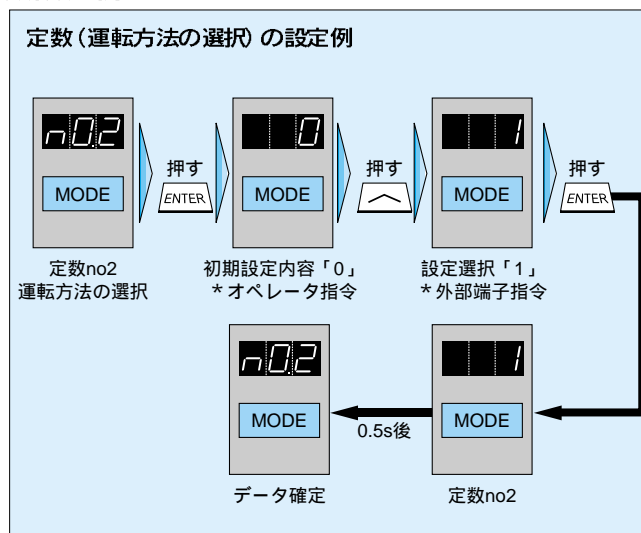 定数(運転方法の選択)の設定例
n0.2
MODE
押す
ENTER
0
MODE
押す
1
MODE
押す
ENTER
定数no2
運転方法の選択
初期設定内容「0」
*オペレータ指令
設定選択「1」
*外部端子指令
1
MODE
定数no2
0.5s後
n0.2
MODE
データ確定